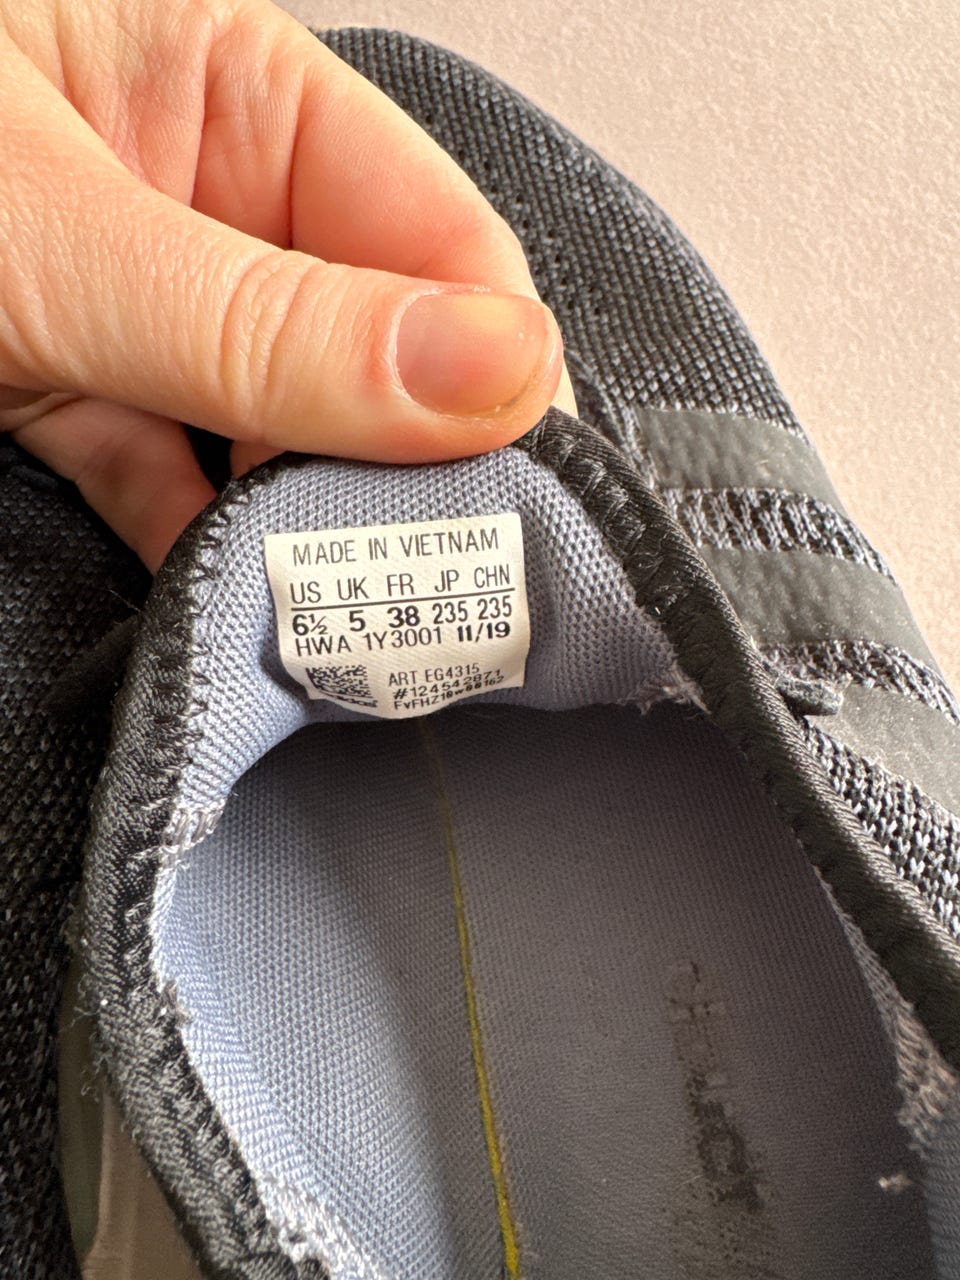 MADE IN VIETNAM
US UK FR JP CHN
6½ 5 38 235 235
HWA 1Y3001 11/19
ART EG4315
#124542871